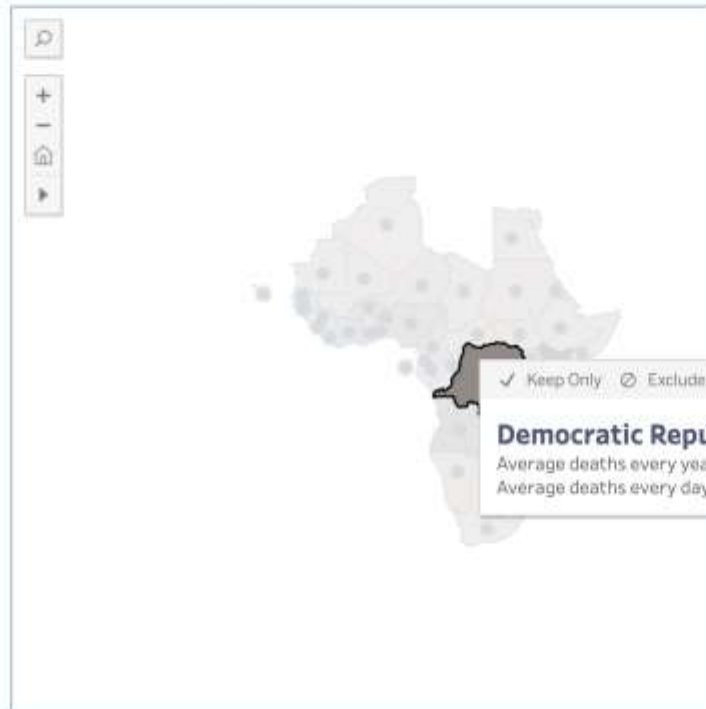 Keep Only Exclude
Democratic Repu
Average deaths every yea
Average deaths every day